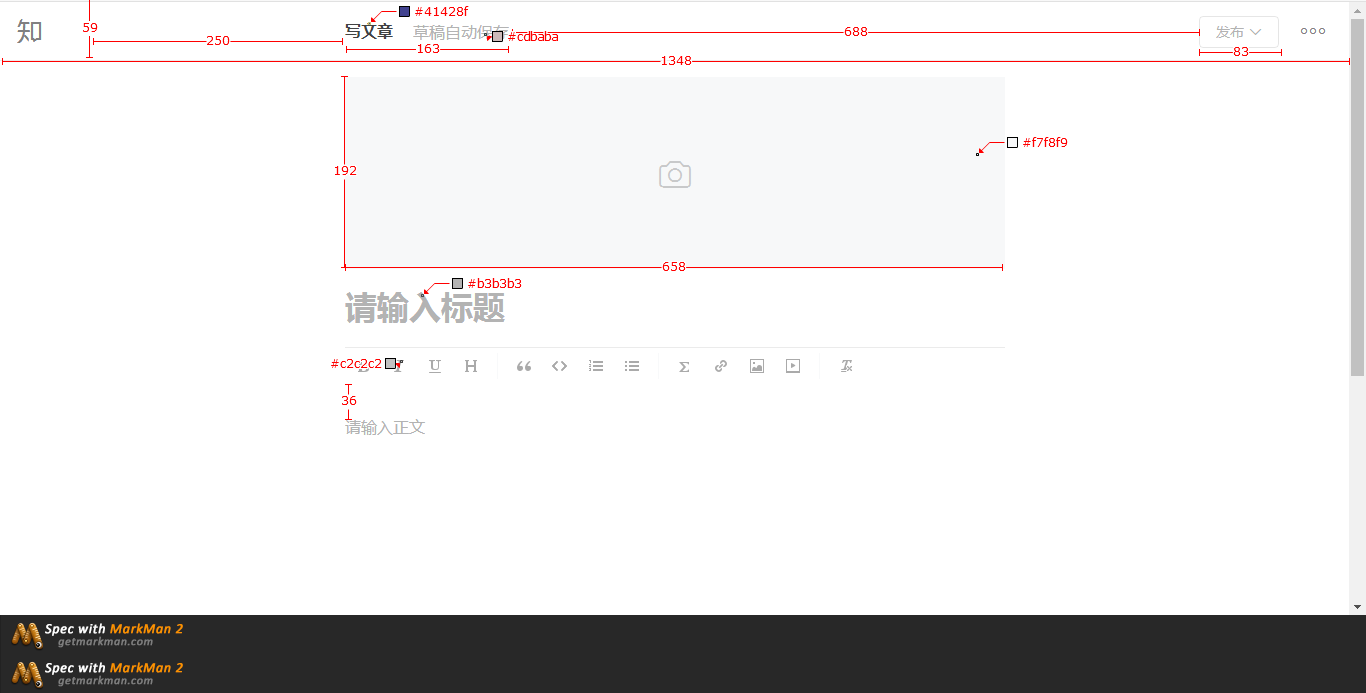 #41428f
知
59
写文章
草稿自动保存
#cdbaba
688
发布
250
163
83
1348
#f7f8f9
192
658
#b3b3b3
请输入标题
#c2c2c2
U
H
Σ
36
请输入正文
Spec with MarkMan 2
getmarkman.com
Spec with MarkMan 2
getmarkman.com